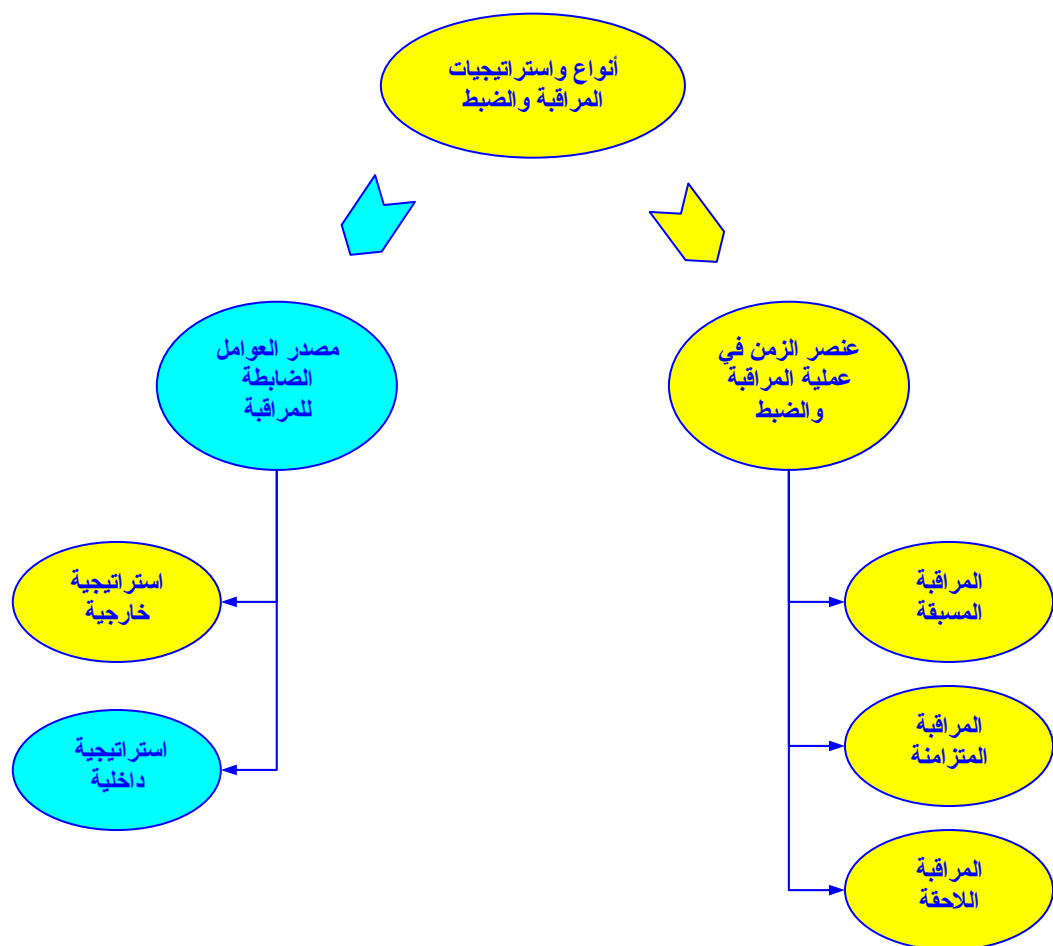 أنواع واستراتيجيات
المراقبة والضبط
عنصر الزمن في
عملية المراقبة
والضبط
مصدر العوامل
الضابطة
للمراقبة
المراقبة
المسبقة
استراتيجية
خارجية
المراقبة
المتزامنة
استراتيجية
داخلية
المراقبة
اللاحقة